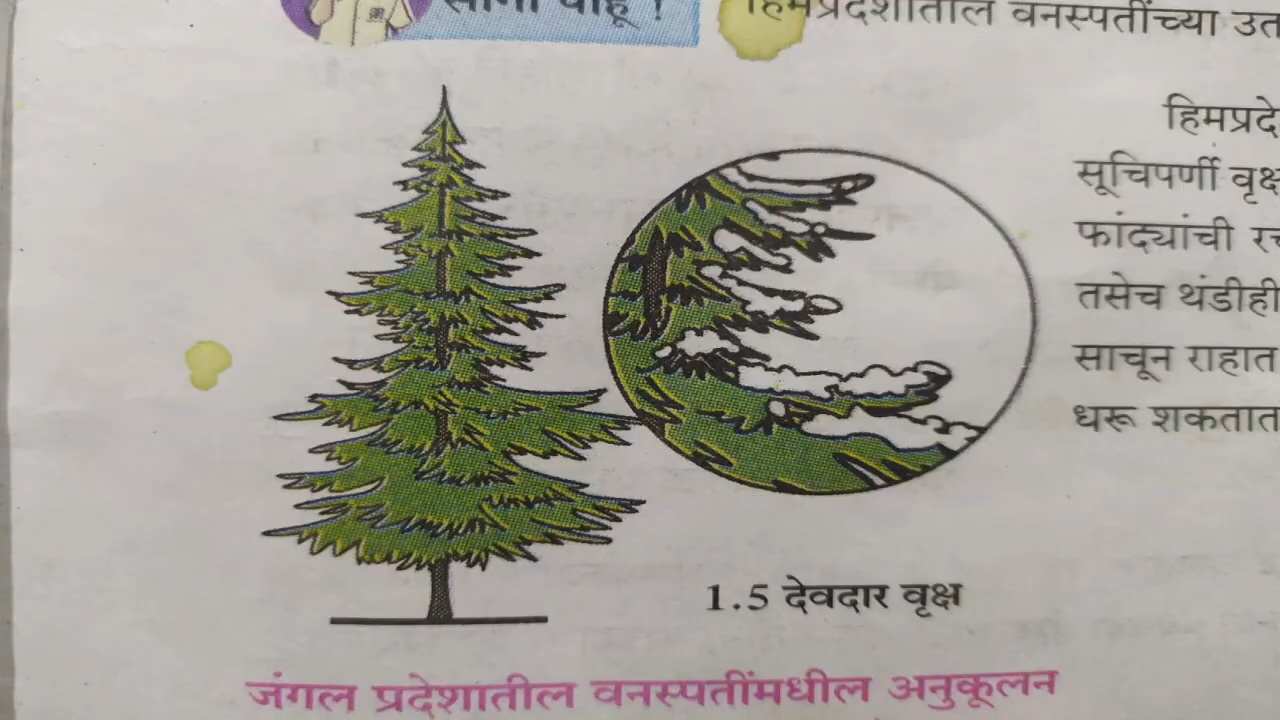 सांगा पाहू !
हिमप्रदेशातील वनस्पतींच्या
हिमप्रदे
सूचिपर्णी वृक्ष
फांद्यांची
तसेच थंडीही
साचून राहात
धरू शकतात
1.5 देवदार वृक्ष
जंगल प्रदेशातील वनस्पतींमधील अनुकूलन